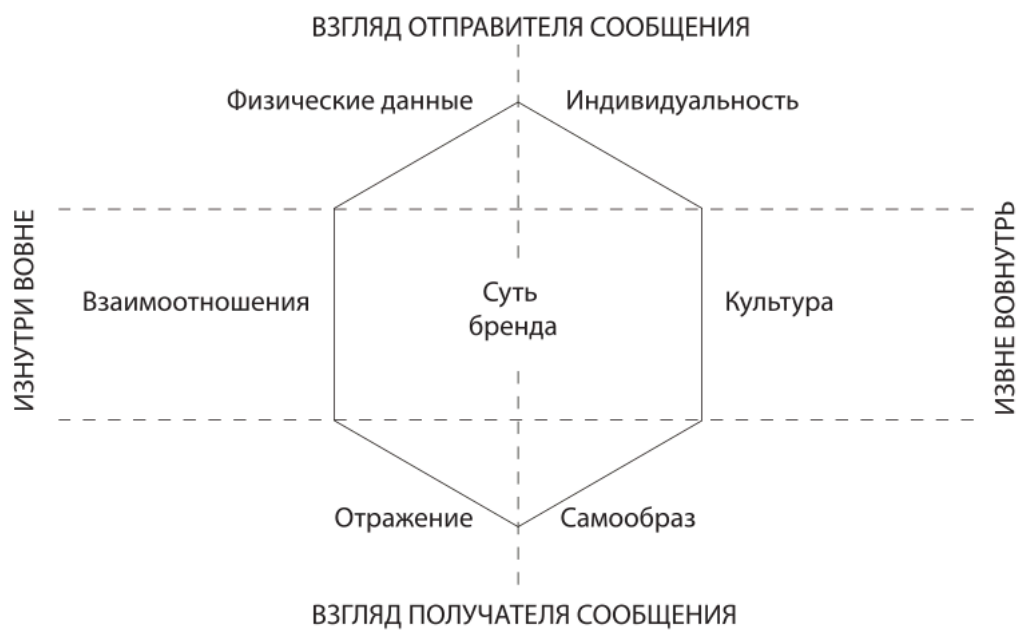 ВЗГЛЯД ОТПРАВИТЕЛЯ СООБЩЕНИЯ
Физические данные
Индивидуальность
ИЗНУТРИ ВОВНЕ
Взаимоотношения
Суть
бренда
Культура
ИЗВНЕ ВОВНУТРЬ
Отражение
Самообраз
ВЗГЛЯД ПОЛУЧАТЕЛЯ СООБЩЕНИЯ